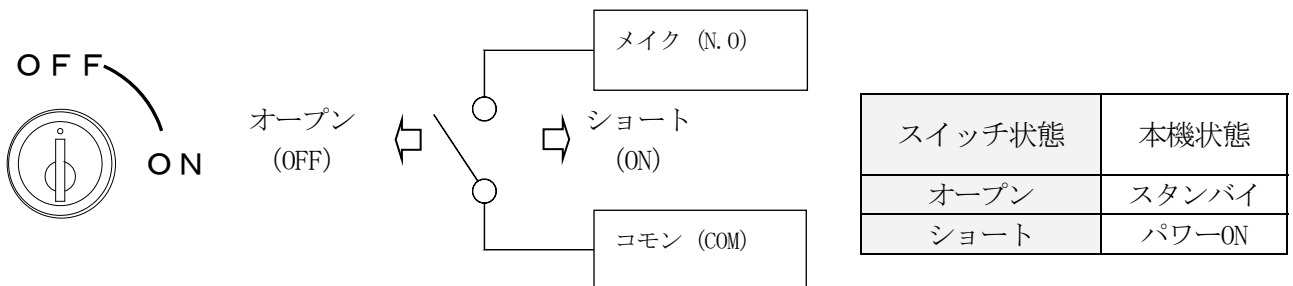 OFF
ON
オープン
(OFF)
ショート
(ON)
メイク (N.O)
コモン (COM)
スイッチ状態 本機状態
オープン スタンバイ
ショート パワーON